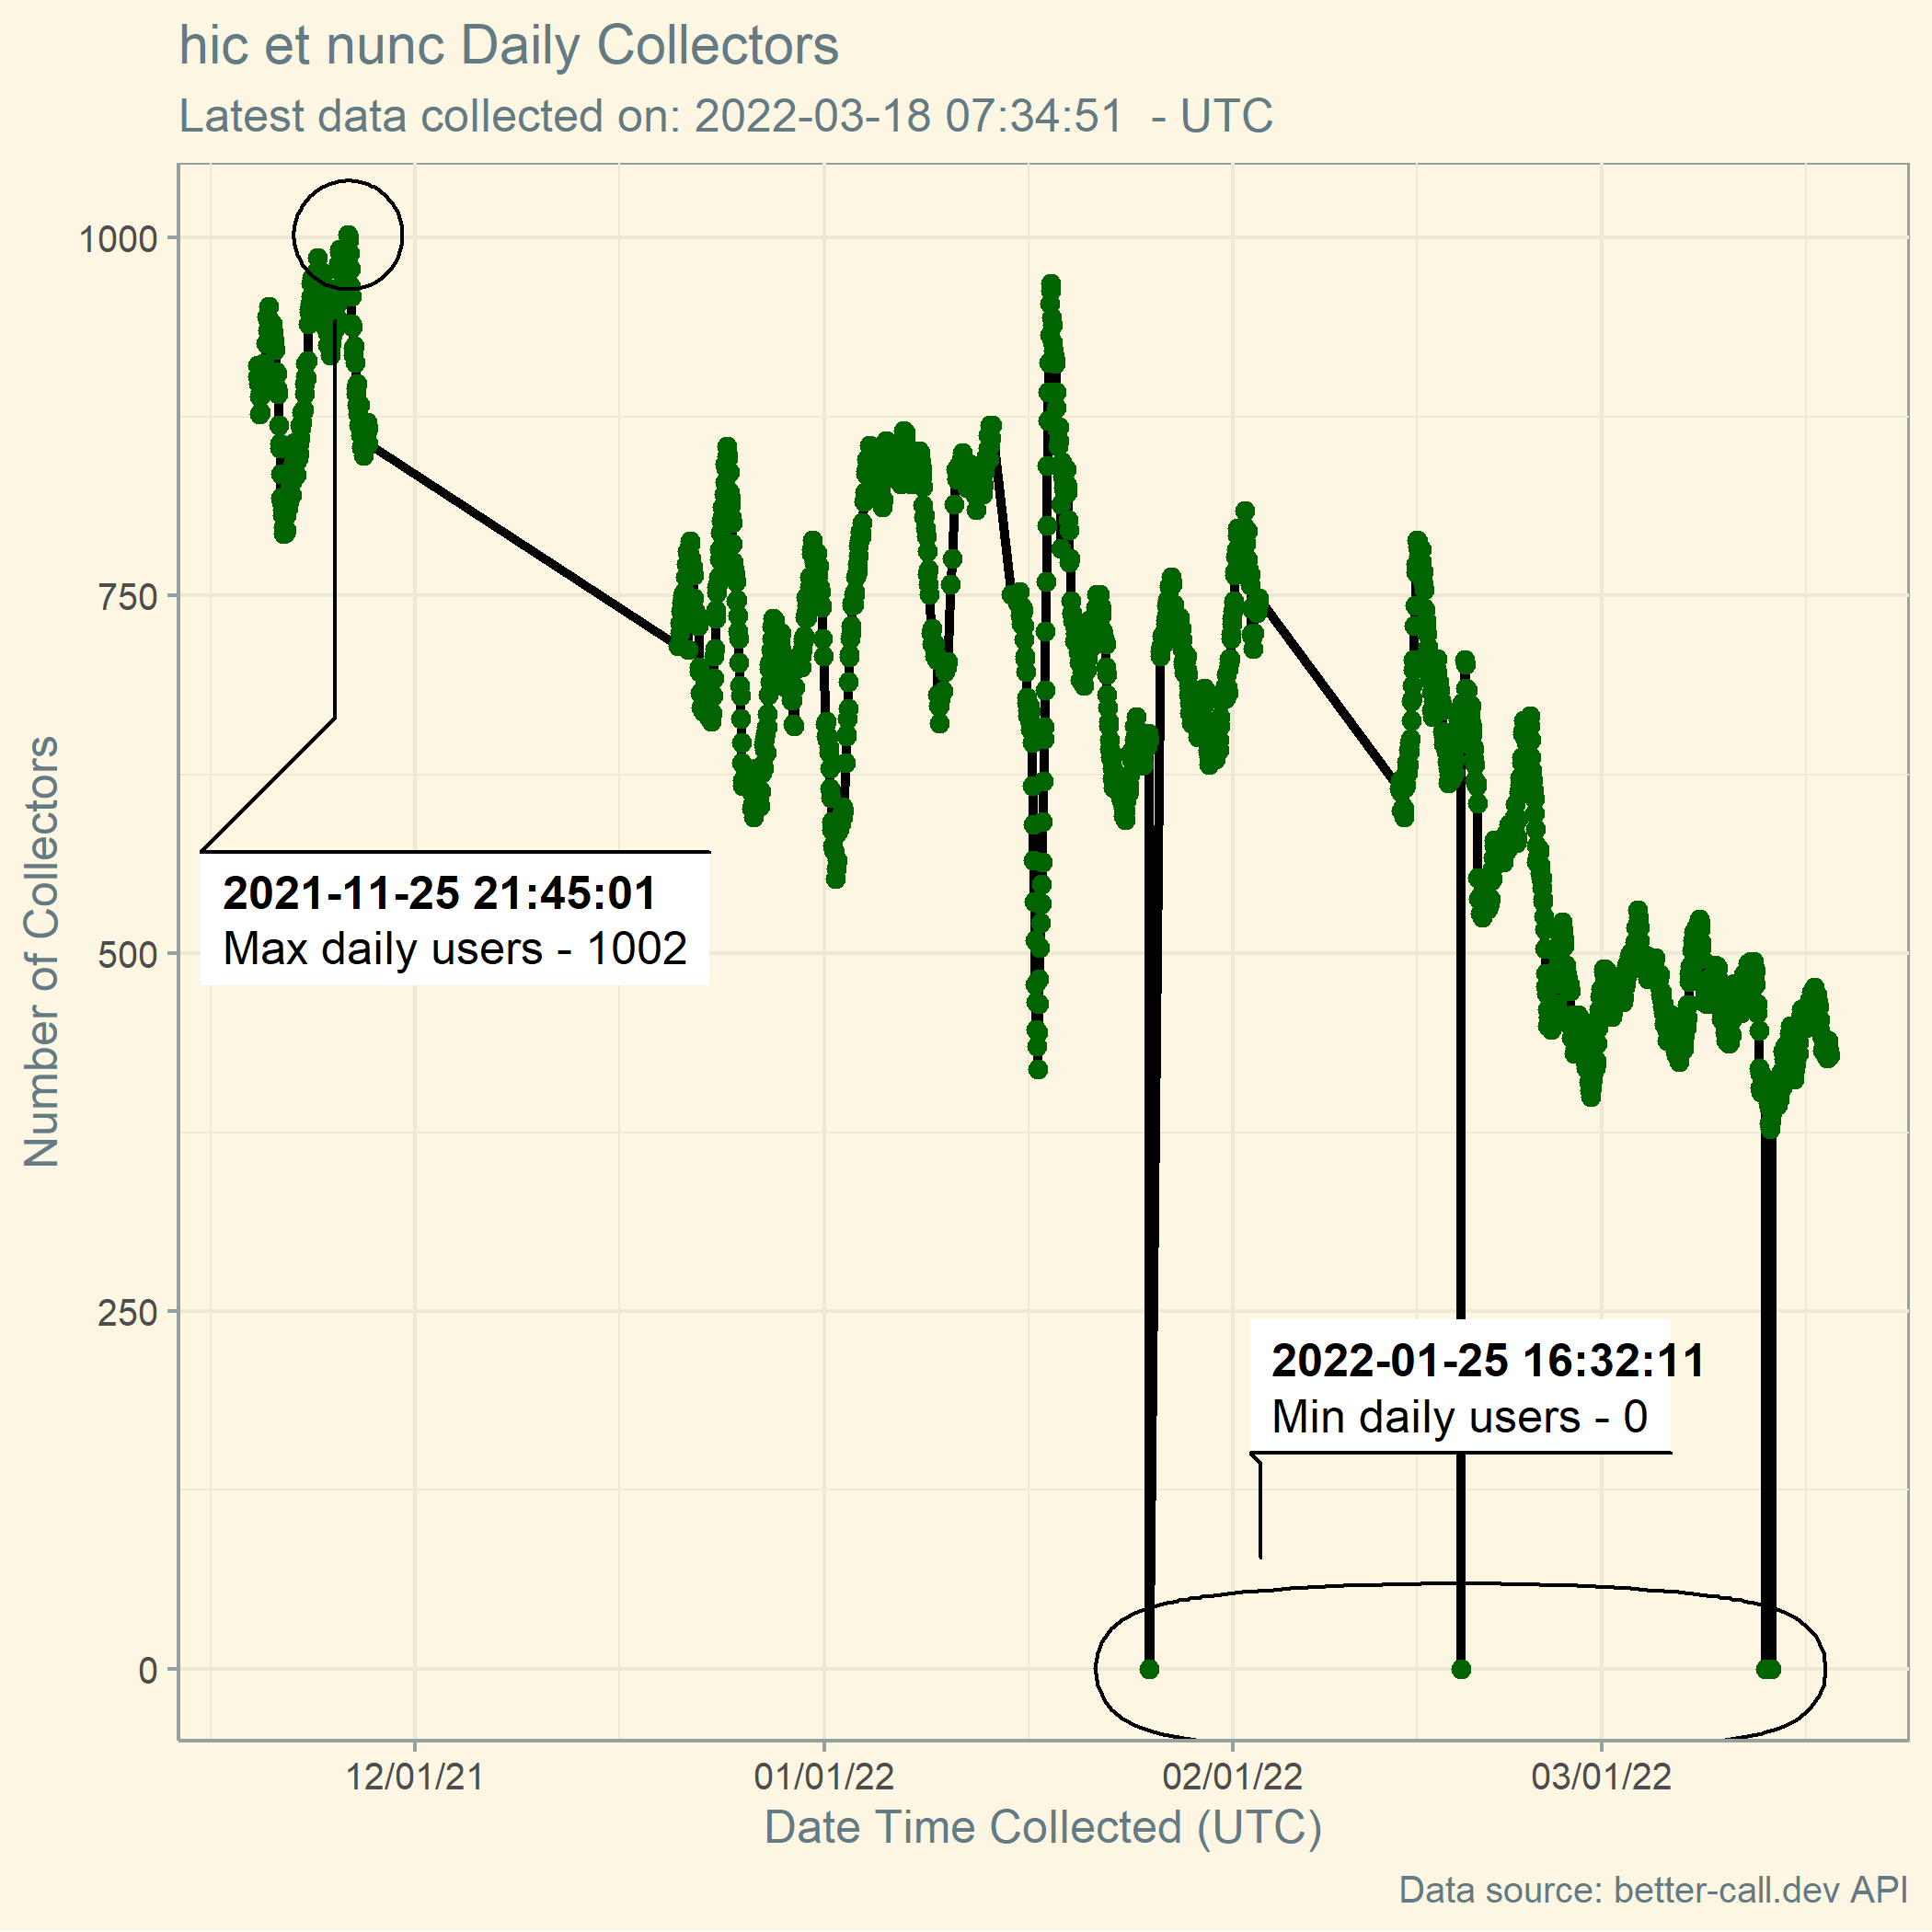 hic et nunc Daily Collectors
Latest data collected on: 2022-03-18 07:34:51  - UTC
Number of Collectors
1000
750
500
250
0
2021-11-25 21:45:01
Max daily users - 1002
2022-01-25 16:32:11
Min daily users - 0
12/01/21
01/01/22
02/01/22
03/01/22
Date Time Collected (UTC)
Data source: better-call.dev API